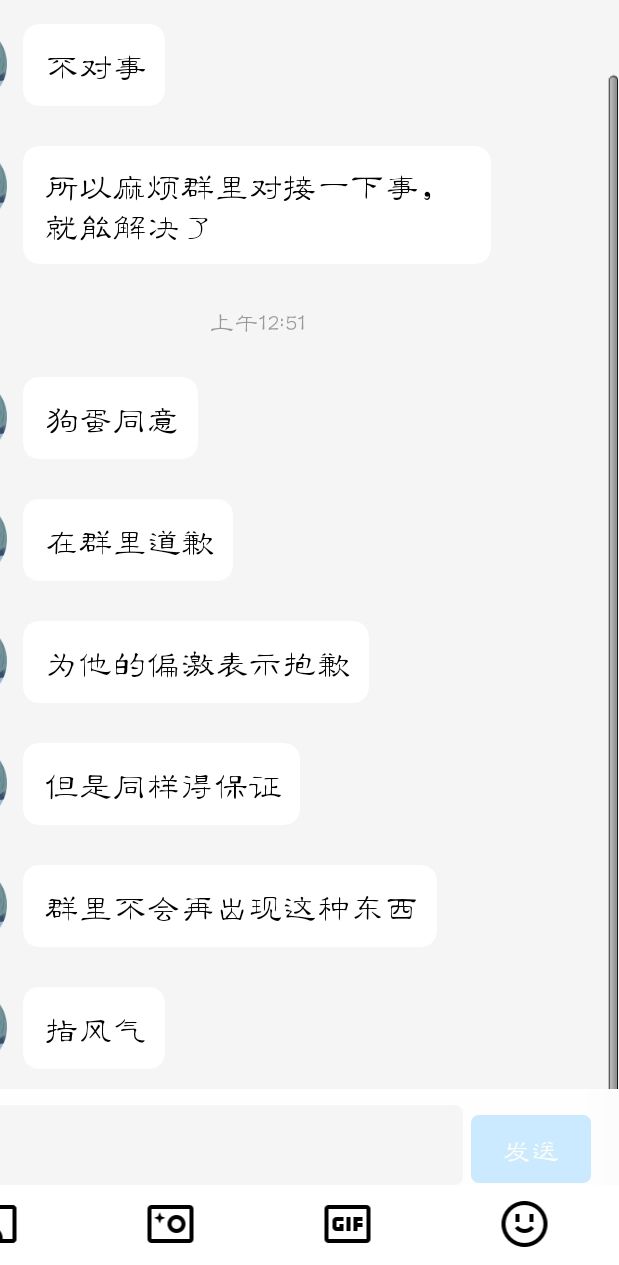 不对事
所以麻烦群里对接一下事，
就能解决了
上午12:51
狗蛋同意
在群里道歉
为他的偏激表示抱歉
但是同样得保证
群里不会再出现这种东西
指风气
发送
GIF